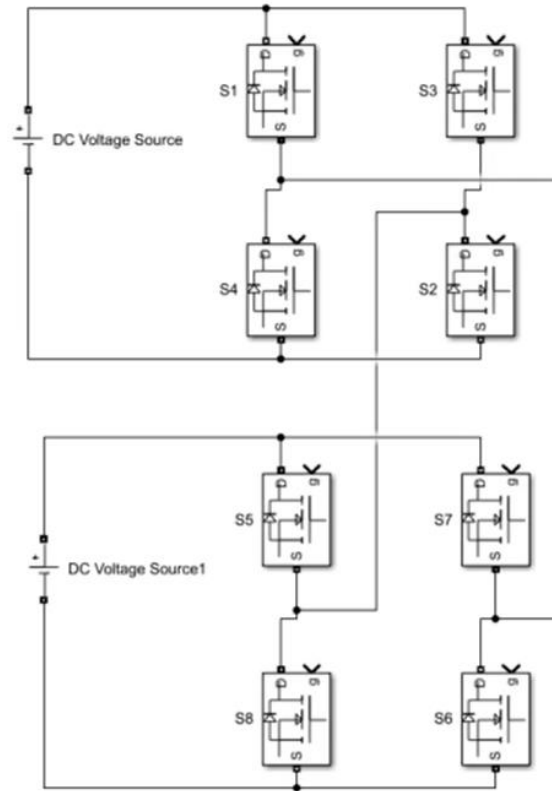 D g
S1
S
D g
S3
S
+
DC Voltage Source
D g
S4
S
D g
S2
S
D g
S5
S
D g
S7
S
+
DC Voltage Source1
D g
S8
S
D g
S6
S